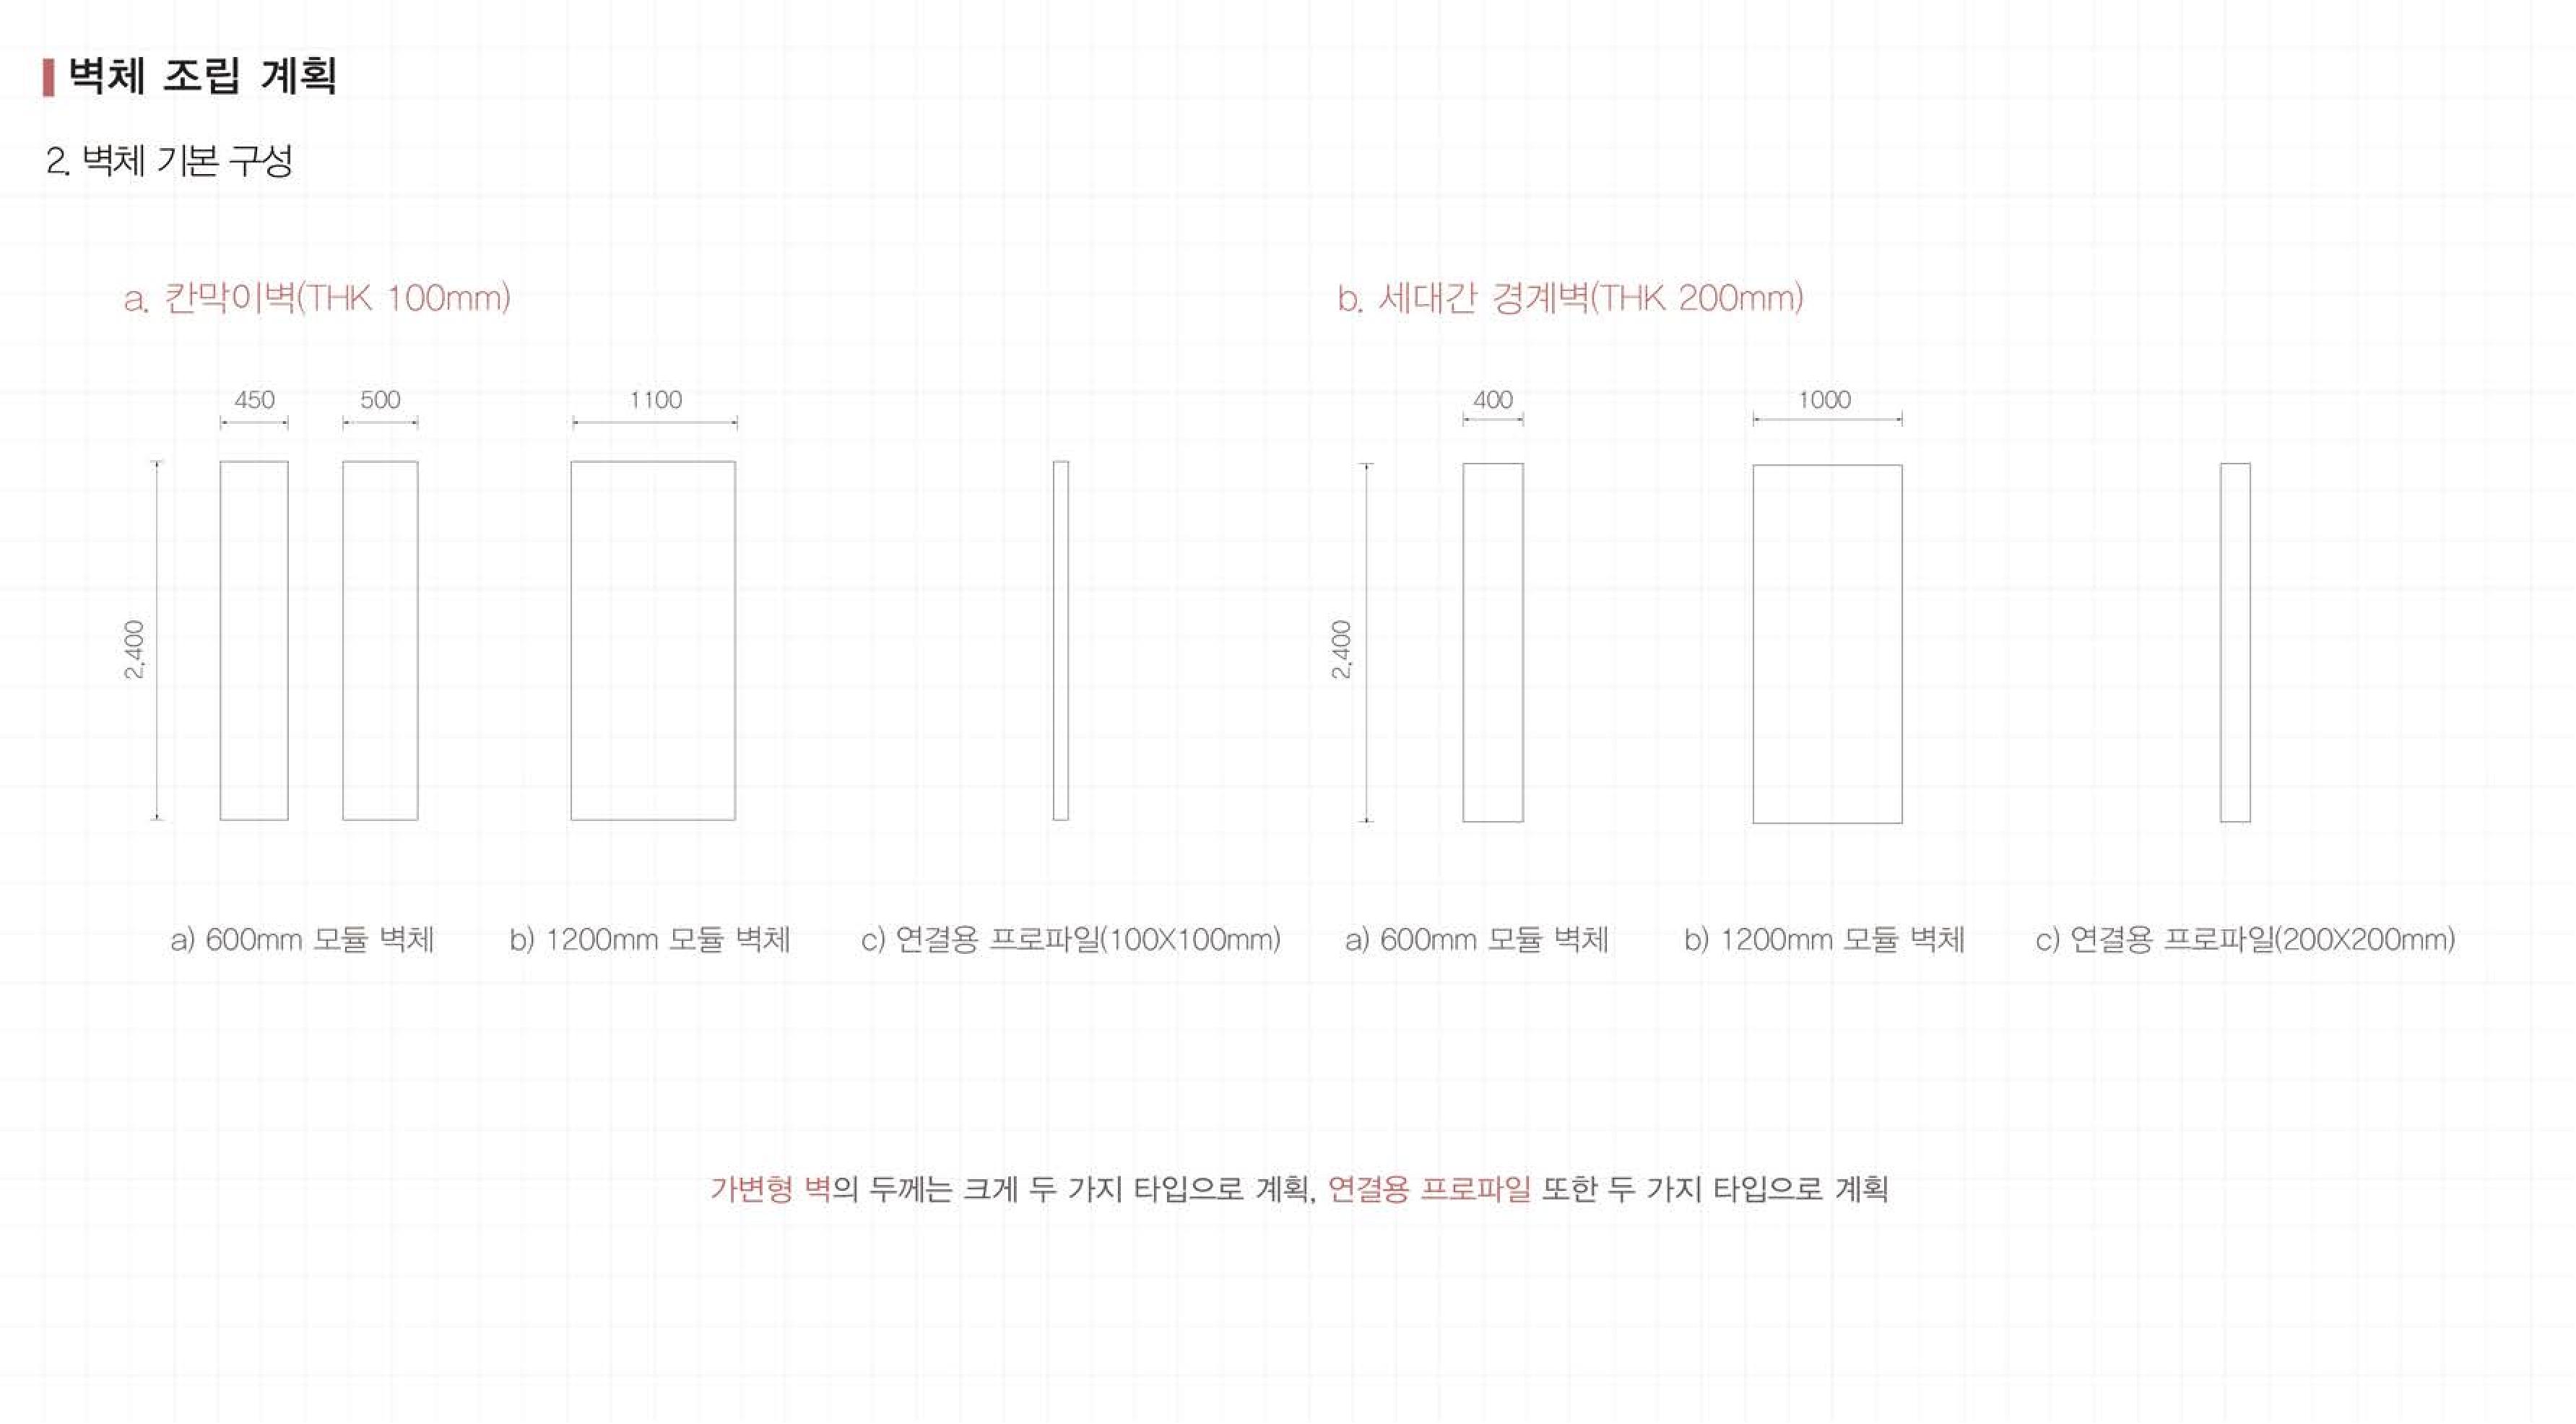 벽체 조립 계획
2. 벽체 기본 구성
a. 칸막이벽(THK 100mm)
450
500
1100
2,400
a) 600mm 모듈 벽체
b) 1200mm 모듈 벽체
c) 연결용 프로파일(100X100mm)
b. 세대간 경계벽(THK 200mm)
400
1000
2,400
a) 600mm 모듈 벽체
b) 1200mm 모듈 벽체
c) 연결용 프로파일(200X200mm)
가변형 벽의 두께는 크게 두 가지 타입으로 계획, 연결용 프로파일 또한 두 가지 타입으로 계획